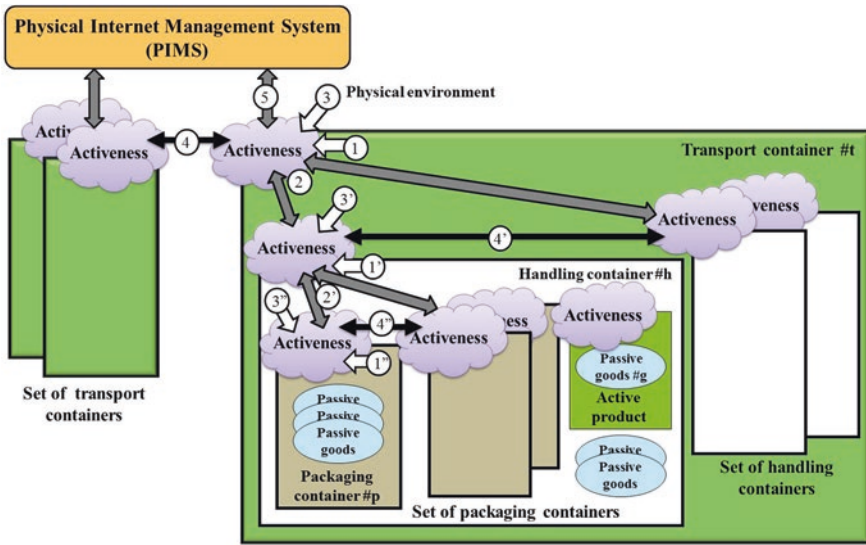 Physical Internet Management System
(PIMS)
5
3
Physical environment
Activeness
Activeness
4
Activeness
1
Transport container #t
2
3'
Activeness
Activeness
Activeness
4'
1'
Handling container #h
3''
2'
4''
Activeness
Activeness
Activeness
1''
Passive
goods #g
Active
product
Passive
Passive
Passive
goods
Passive
Passive
goods
Packaging
container #p
Set of packaging containers
Set of transport
containers
Set of handling
containers